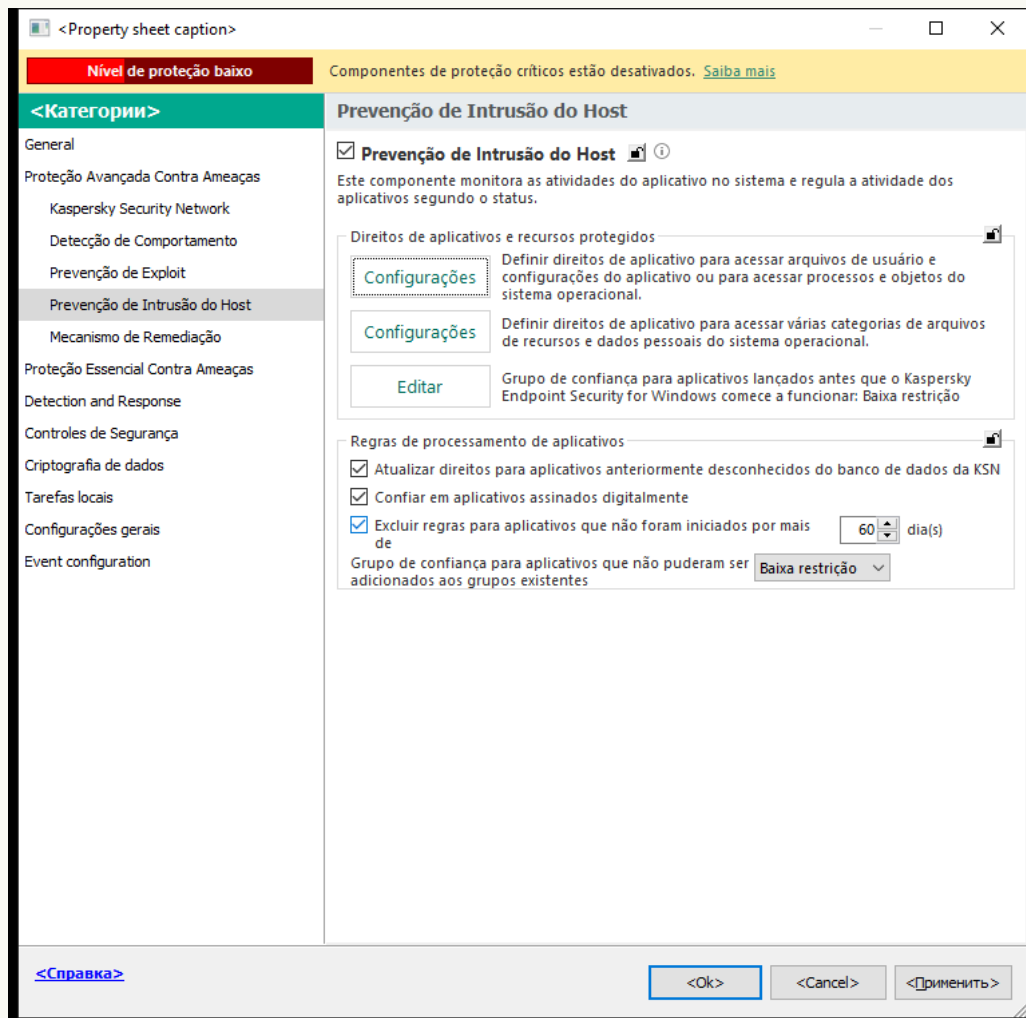 <Property sheet caption>
Nível de proteção baixo
Componentes de proteção críticos estão desativados. Saiba mais
<Категории>
General
Proteção Avançada Contra Ameaças
Kaspersky Security Network
Detecção de Comportamento
Prevenção de Exploit
Prevenção de Intrusão do Host
Mecanismo de Remediação
Proteção Essencial Contra Ameaças
Detection and Response
Controles de Segurança
Criptografia de dados
Tarefas locais
Configurações gerais
Event configuration
Prevenção de Intrusão do Host
Prevenção de Intrusão do Host
Este componente monitora as atividades do aplicativo no sistema e regula a atividade dos
aplicativos segundo o status.
Direitos de aplicativos e recursos protegidos
Configurações
Definir direitos de aplicativo para acessar arquivos de usuário e
configurações do aplicativo ou para acessar processos e objetos do
sistema operacional.
Configurações
Definir direitos de aplicativo para acessar várias categorias de arquivos
de recursos e dados pessoais do sistema operacional.
Editar
Grupo de confiança para aplicativos lançados antes que o Kaspersky
Endpoint Security for Windows comece a funcionar: Baixa restrição
Regras de processamento de aplicativos
Atualizar direitos para aplicativos anteriormente desconhecidos do banco de dados da KSN
Confiar em aplicativos assinados digitalmente
Excluir regras para aplicativos que não foram iniciados por mais
de
60 dia(s)
Grupo de confiança para aplicativos que não puderam ser
adicionados aos grupos existentes
Baixa restrição
<Справка>
<Ok>
<Cancel>
<Применить>